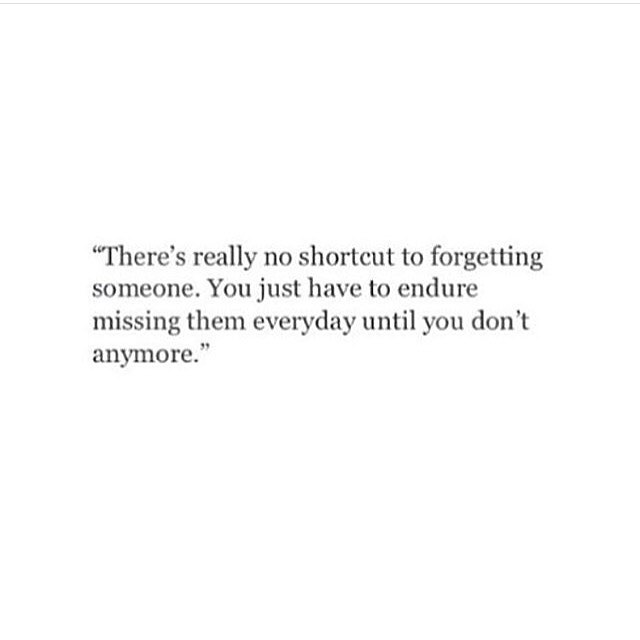 “There’s really no shortcut to forgetting
someone. You just have to endure
missing them everyday until you don’t
anymore.”